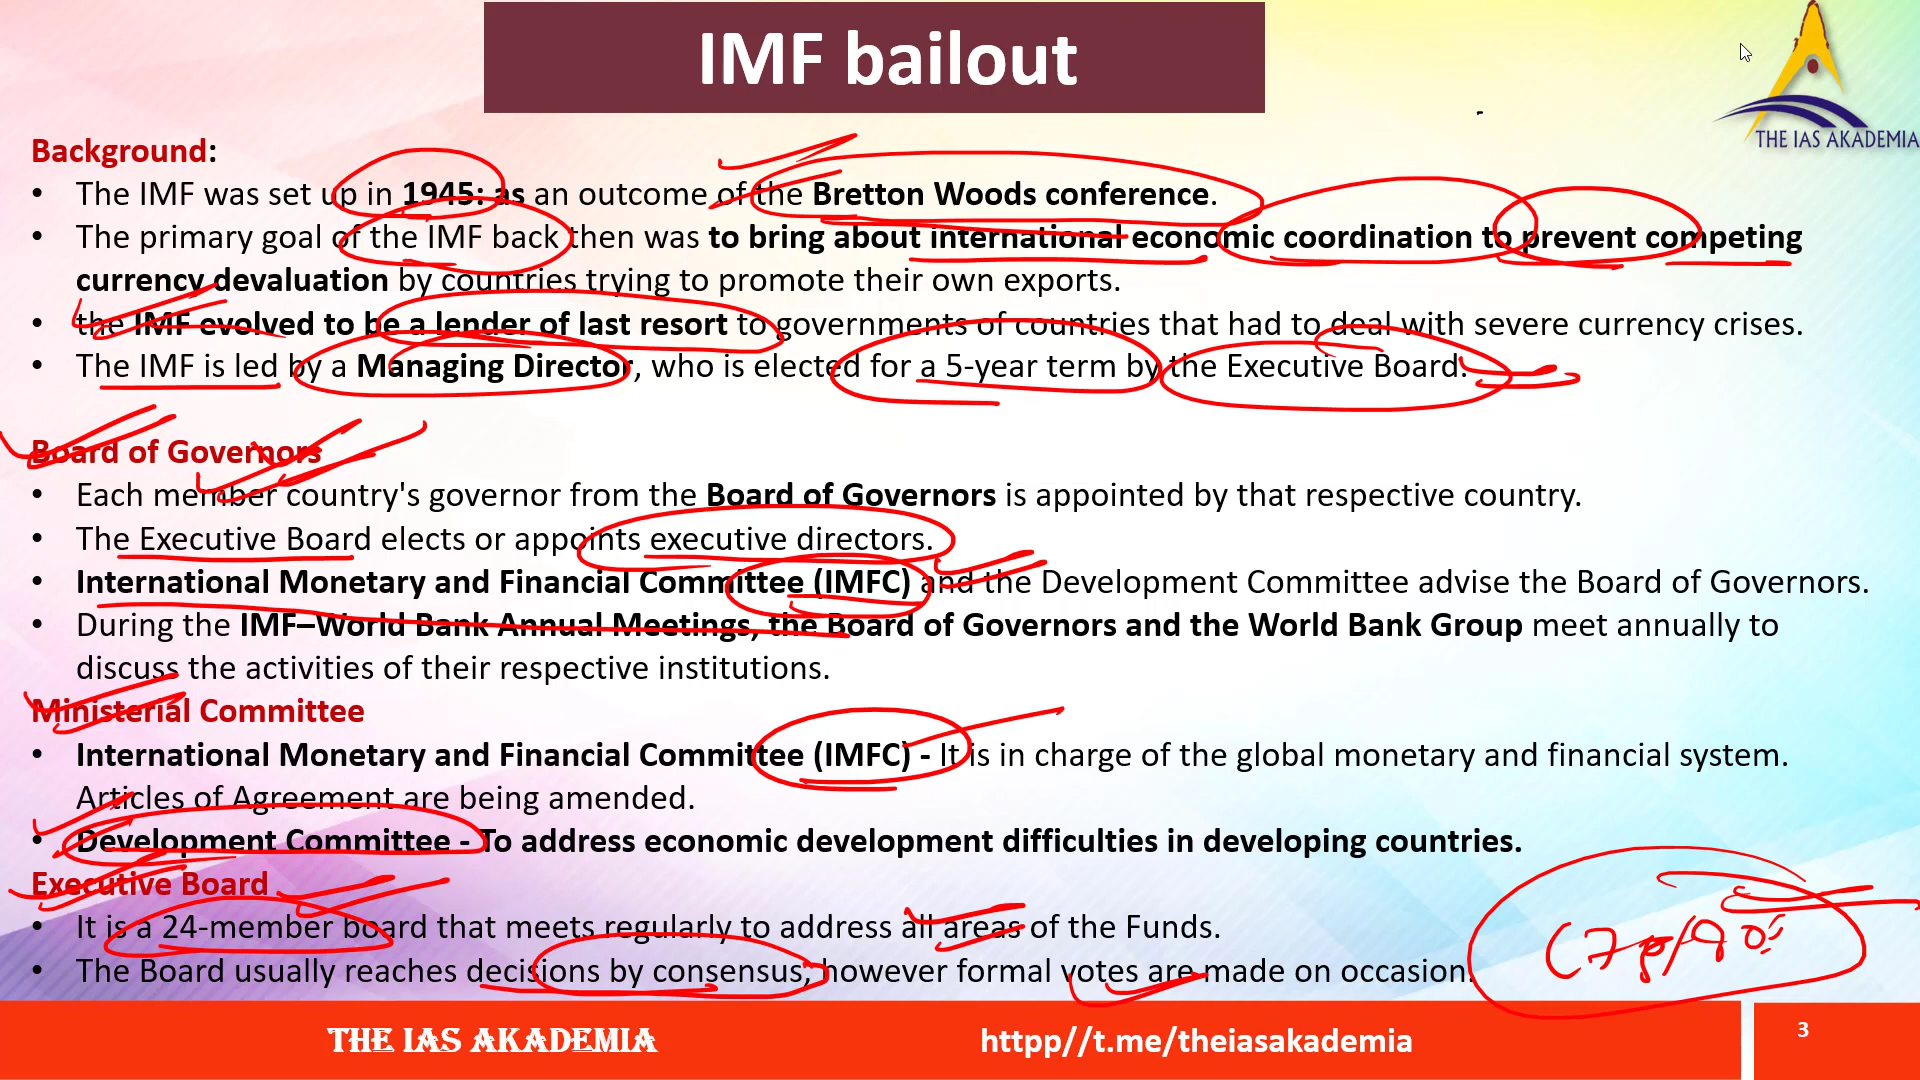 IMF bailout
THE IAS AKADEMIA
Background:
• The IMF was set up in 1945: as an outcome of the Bretton Woods conference.
• The primary goal of the IMF back then was to bring about international economic coordination to prevent competing
currency devaluation by countries trying to promote their own exports.
• the IMF evolved to be a lender of last resort to governments of countries that had to deal with severe currency crises.
• The IMF is led by a Managing Director, who is elected for a 5-year term by the Executive Board.
Board of Governors
• Each member country's governor from the Board of Governors is appointed by that respective country.
• The Executive Board elects or appoints executive directors.
• International Monetary and Financial Committee (IMFC) and the Development Committee advise the Board of Governors.
• During the IMF–World Bank Annual Meetings, the Board of Governors and the World Bank Group meet annually to
discuss the activities of their respective institutions.
Ministerial Committee
• International Monetary and Financial Committee (IMFC) - It is in charge of the global monetary and financial system.
Articles of Agreement are being amended.
• Development Committee - To address economic development difficulties in developing countries.
Executive Board
• It is a 24-member board that meets regularly to address all areas of the Funds.
• The Board usually reaches decisions by consensus, however formal votes are made on occasion.
THE IAS AKADEMIA
httpp//t.me/theiasakademia
3